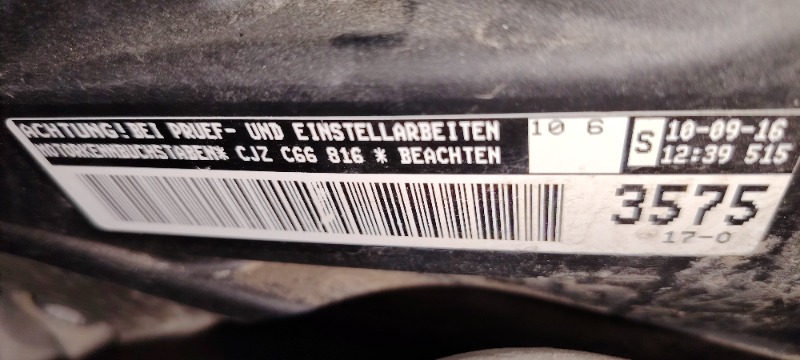 ACHTUNG! BEI PRUEF- UND EINSTELLARBEITEN
MOTORKENNBUCHSTABEN* CJZ C66 816 * BEACHTEN
10 6
S
10-09-16
12:39 515
3575
17-0